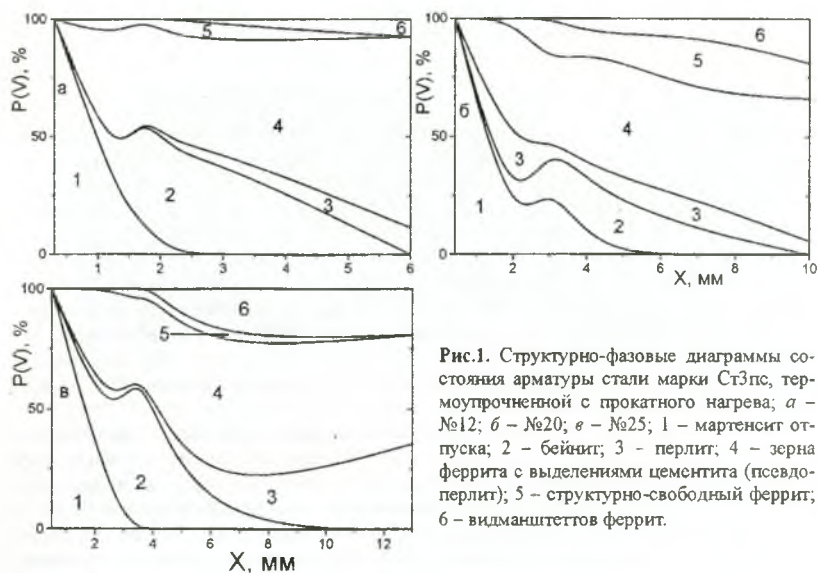 100
50
0
P(V), %
а
1
2
3
4
5
6
1 2 3 4 5 6
100
50
0
P(V), %
б
1
2
3
3
4
5
6
2 4 6 8 10
X, мм
100
50
0
P(V), %
в
1
2
3
4
5
6
2 4 6 8 10 12
X, мм
Рис.1. Структурно-фазовые диаграммы со-
стояния арматуры стали марки Ст3пс, тер-
моупрочненной с прокатного нагрева; а –
№12; б – №20; в – №25; 1 – мартенсит от-
пуска; 2 – бейнит; 3 - перлит; 4 – зерна
феррита с выделениями цементита (псевдо-
перлит); 5 – структурно-свободный феррит;
6 – видманштеттов феррит.